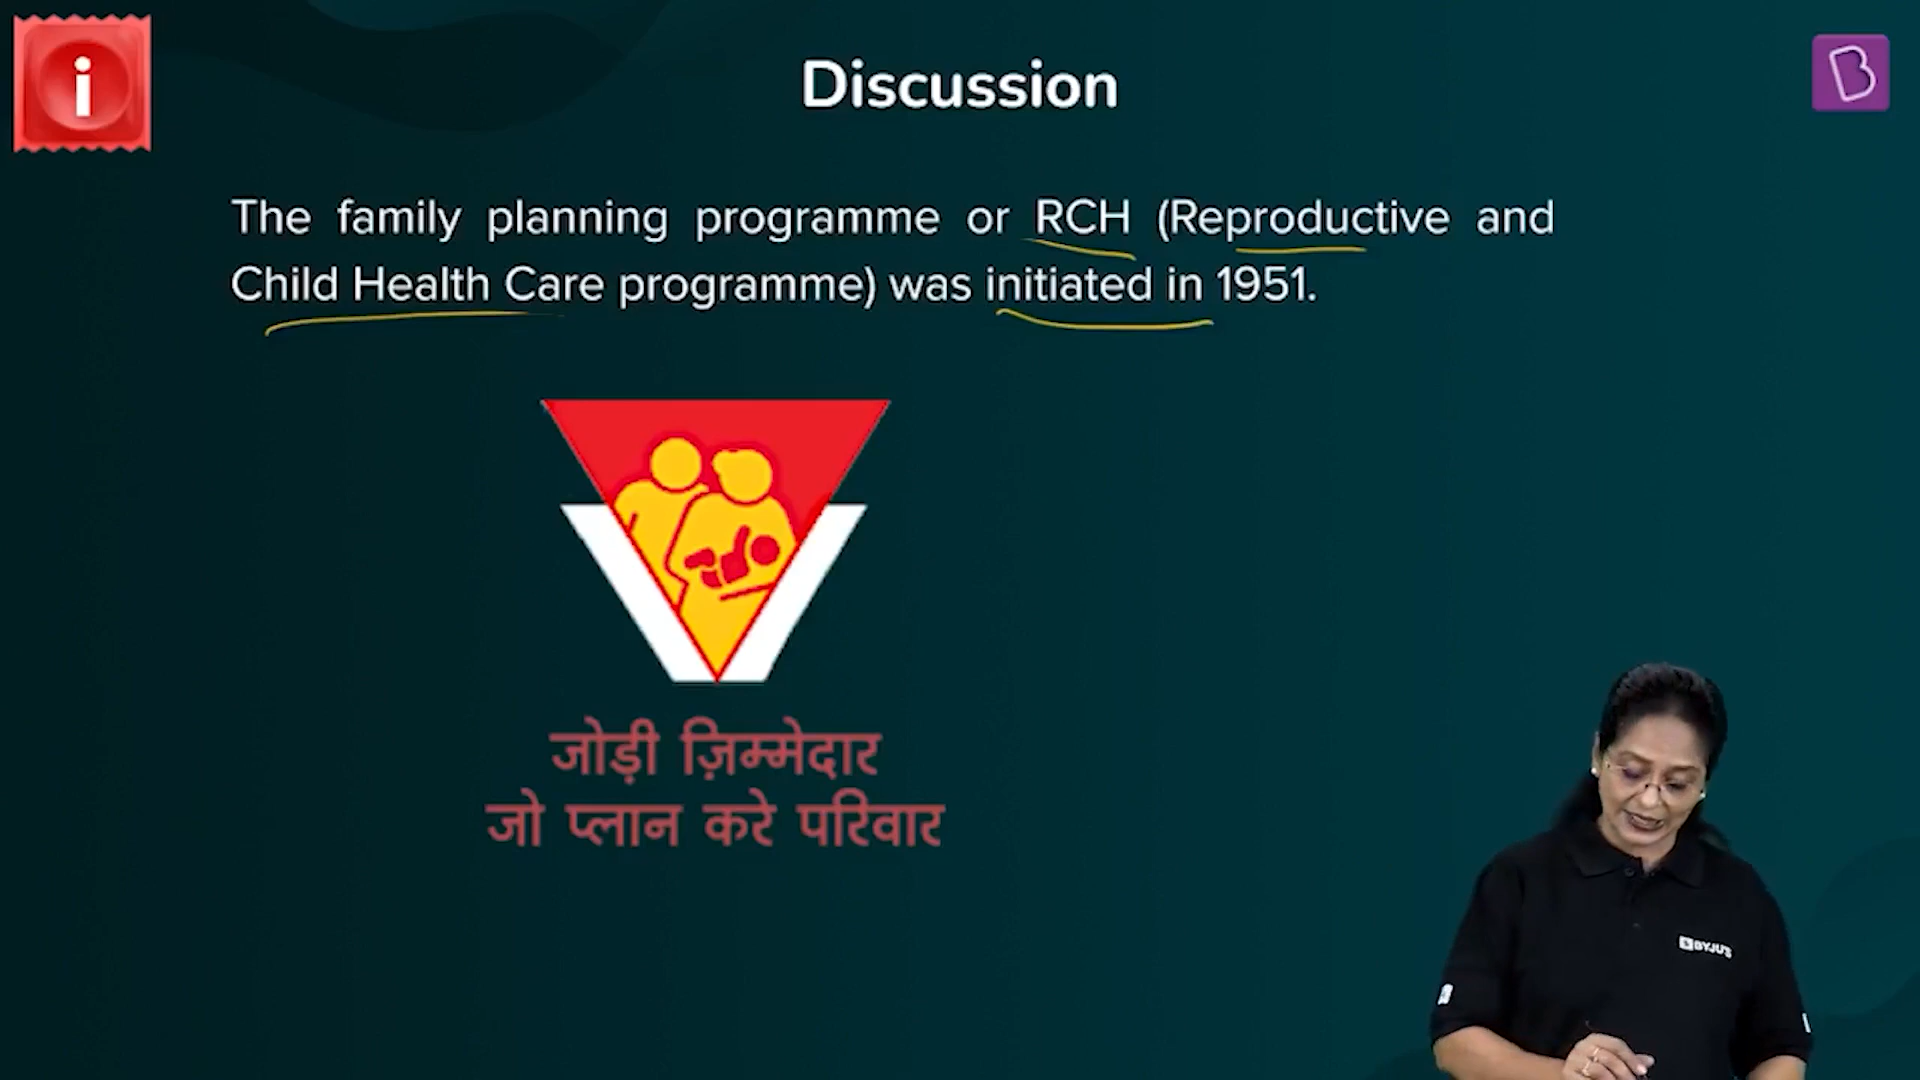 i
Discussion
B
The family planning programme or RCH (Reproductive and
Child Health Care programme) was initiated in 1951.
जोड़ी ज़िम्मेदार
जो प्लान करे परिवार
BYJU'S